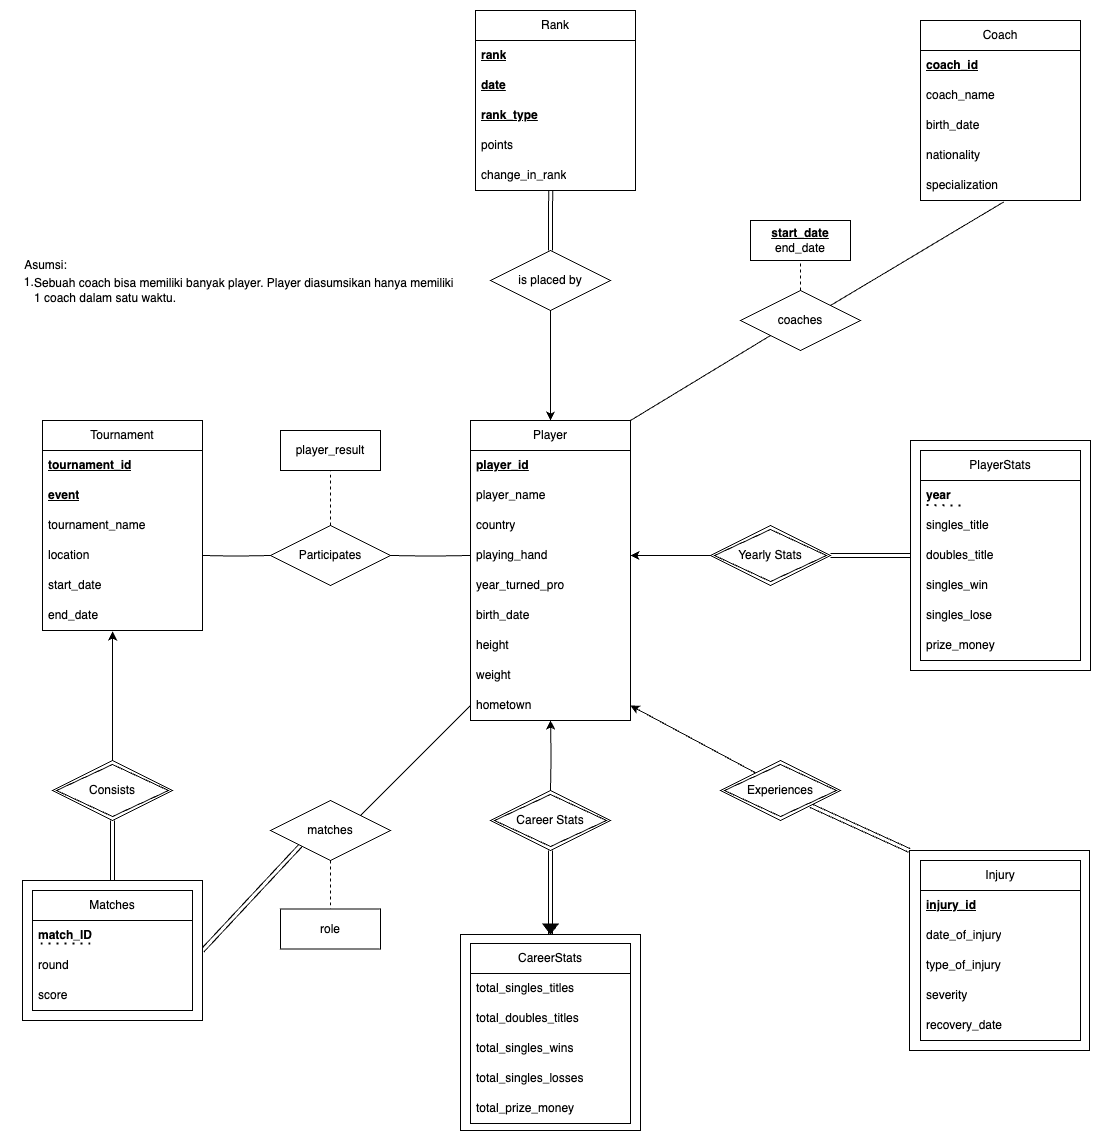 Rank
rank
date
rank_type
points
change_in_rank
Coach
coach_id
coach_name
birth_date
nationality
specialization
start_date
end_date
Asumsi:
1.Sebuah coach bisa memiliki banyak player. Player diasumsikan hanya memiliki
1 coach dalam satu waktu.
is placed by
coaches
Tournament
tournament_id
event
tournament_name
location
start_date
end_date
player_result
Participates
Player
player_id
player_name
country
playing_hand
year_turned_pro
birth_date
height
weight
hometown
Yearly Stats
PlayerStats
year
singles_title
doubles_title
singles_win
singles_lose
prize_money
Consists
matches
Career Stats
Experiences
Matches
match_ID
round
score
role
CareerStats
total_singles_titles
total_doubles_titles
total_singles_wins
total_singles_losses
total_prize_money
Injury
injury_id
date_of_injury
type_of_injury
severity
recovery_date